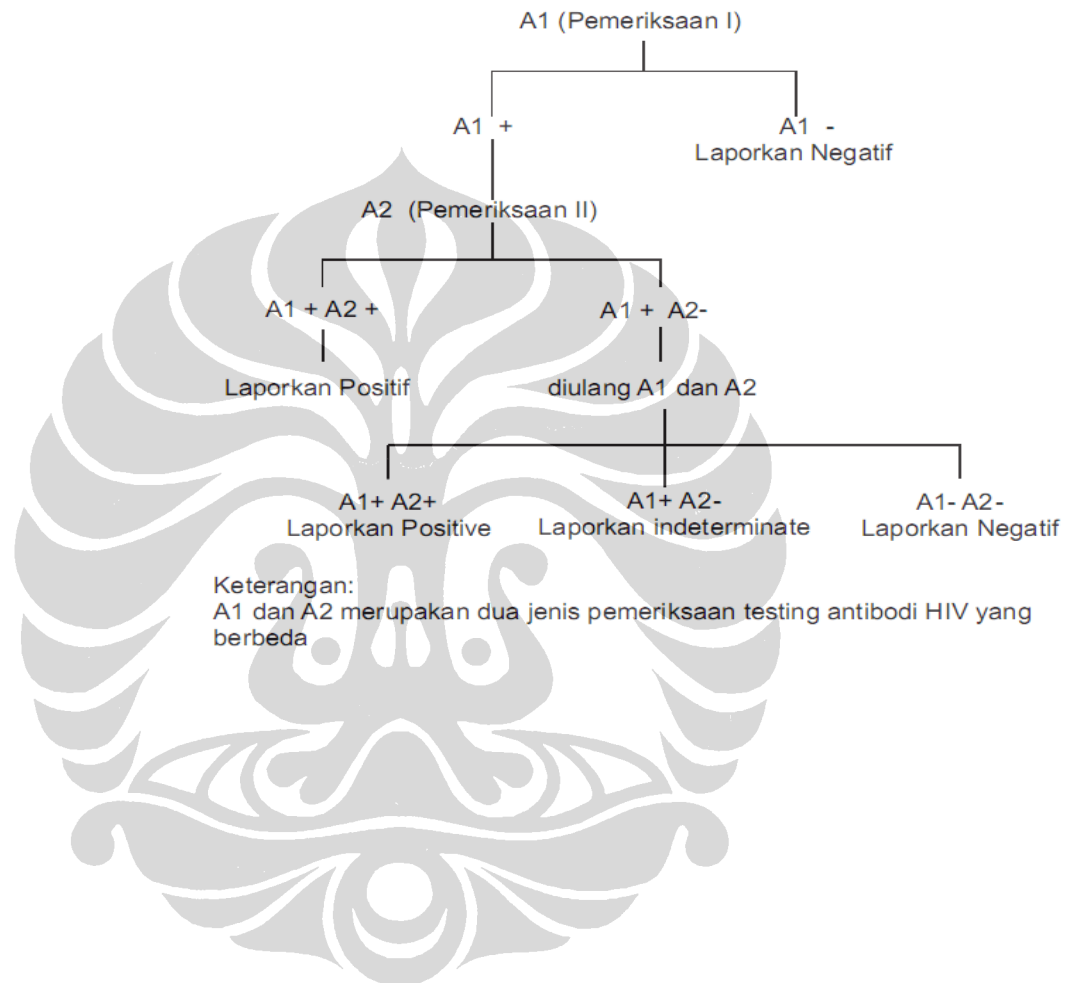 A1 (Pemeriksaan I)
A1 +
A1 -
Laporkan Negatif
A2 (Pemeriksaan II)
A1 + A2 +
A1 + A2-
Laporkan Positif
diulang A1 dan A2
A1+ A2+
Laporkan Positive
A1+ A2-
Laporkan indeterminate
A1- A2-
Laporkan Negatif
Keterangan:
A1 dan A2 merupakan dua jenis pemeriksaan testing antibodi HIV yang
berbeda